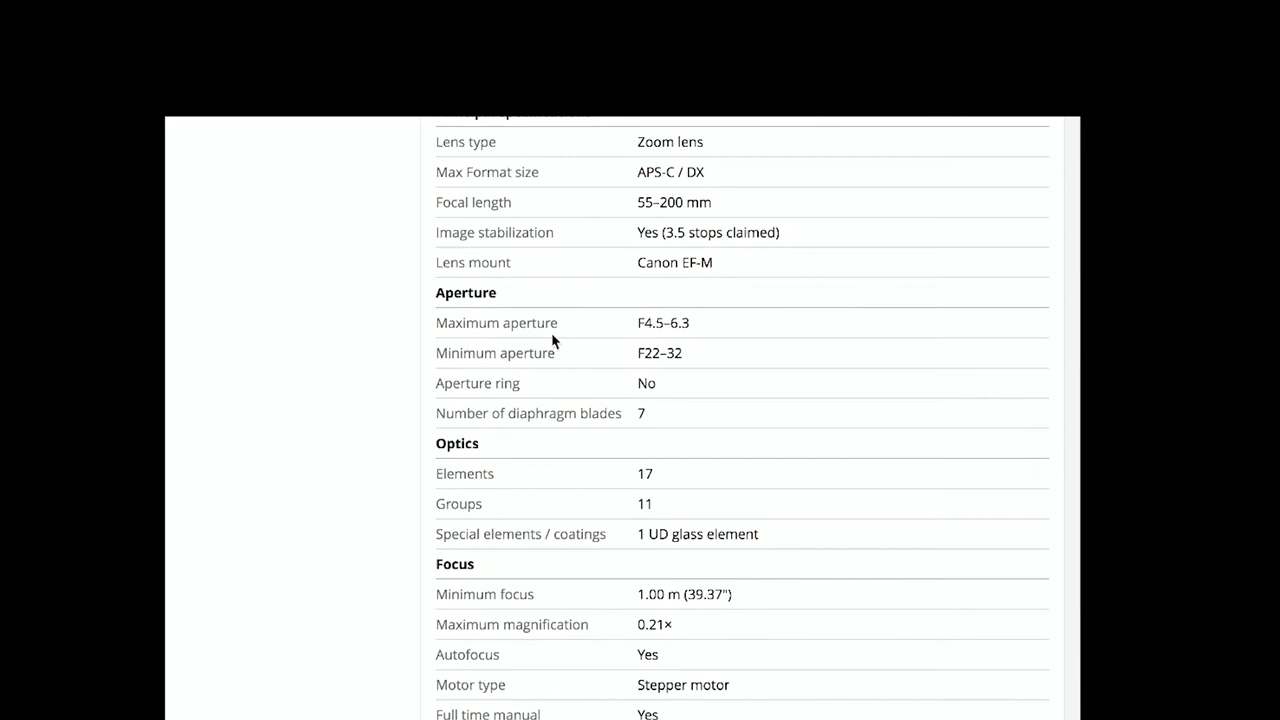 Lens type Zoom lens
Max Format size APS-C / DX
Focal length 55–200 mm
Image stabilization Yes (3.5 stops claimed)
Lens mount Canon EF-M
Aperture
Maximum aperture F4.5–6.3
Minimum aperture F22–32
Aperture ring No
Number of diaphragm blades 7
Optics
Elements 17
Groups 11
Special elements / coatings 1 UD glass element
Focus
Minimum focus 1.00 m (39.37")
Maximum magnification 0.21×
Autofocus Yes
Motor type Stepper motor
Full time manual Yes